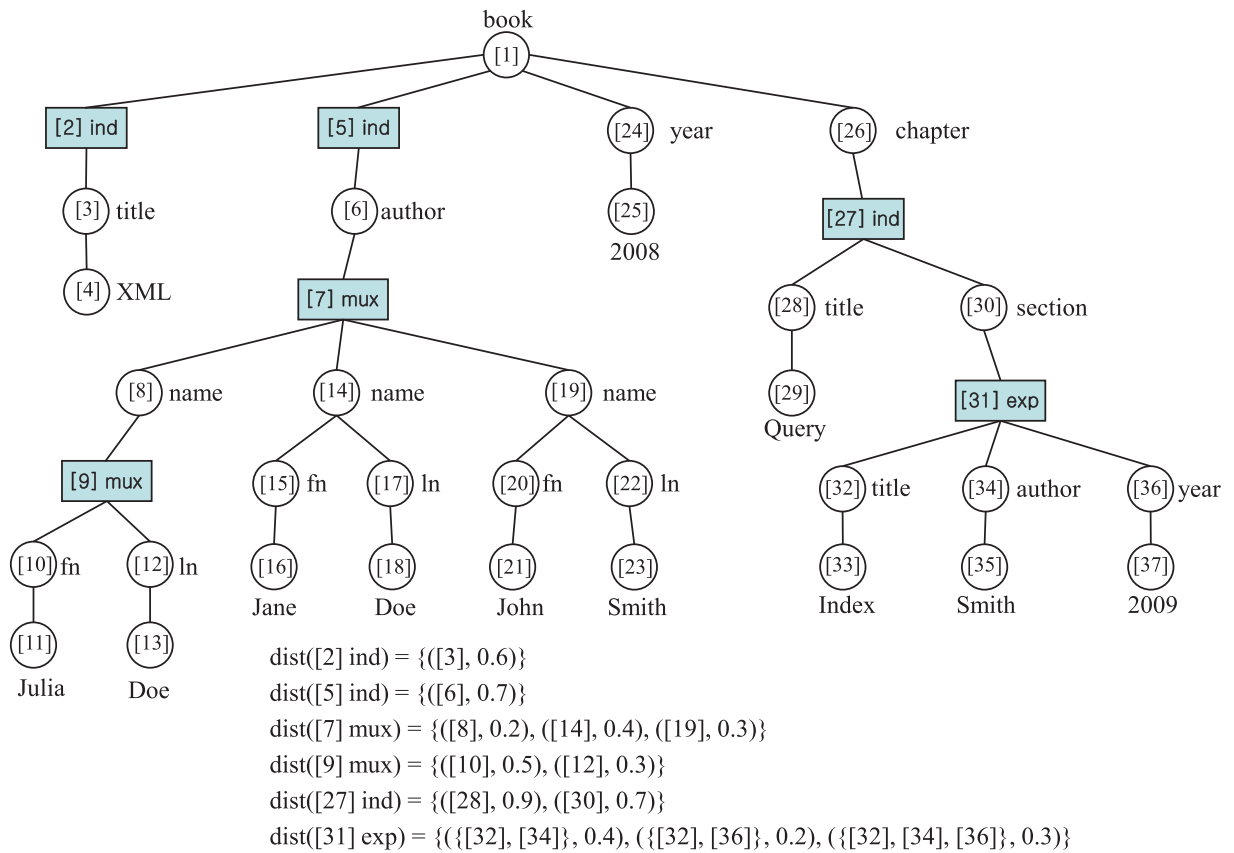 book
[1]
[2] ind
[5] ind
[24] year
[26] chapter
[3] title
[6] author
[25]
2008
[27] ind
[4] XML
[7] mux
[28] title
[30] section
[8] name
[14] name
[19] name
[29]
Query
[31] exp
[9] mux
[15] fn
[17] ln
[20] fn
[22] ln
[32] title
[34] author
[36] year
[10] fn
[12] ln
[16]
[18]
[21]
[23]
[33]
[35]
[37]
Jane
Doe
John
Smith
Index
Smith
2009
[11]
[13]
Julia
Doe
dist([2] ind) = {([3], 0.6)}
dist([5] ind) = {([6], 0.7)}
dist([7] mux) = {([8], 0.2), ([14], 0.4), ([19], 0.3)}
dist([9] mux) = {([10], 0.5), ([12], 0.3)}
dist([27] ind) = {([28], 0.9), ([30], 0.7)}
dist([31] exp) = {({[32], [34]}, 0.4), ({[32], [36]}, 0.2), ({[32], [34], [36]}, 0.3)}